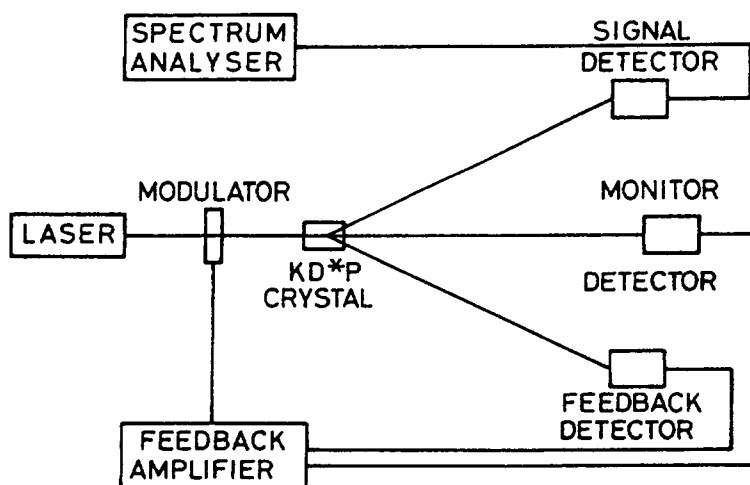 SPECTRUM
ANALYSER
SIGNAL
DETECTOR
MODULATOR
MONITOR
LASER
KD*P
CRYSTAL
DETECTOR
FEEDBACK
DETECTOR
FEEDBACK
AMPLIFIER